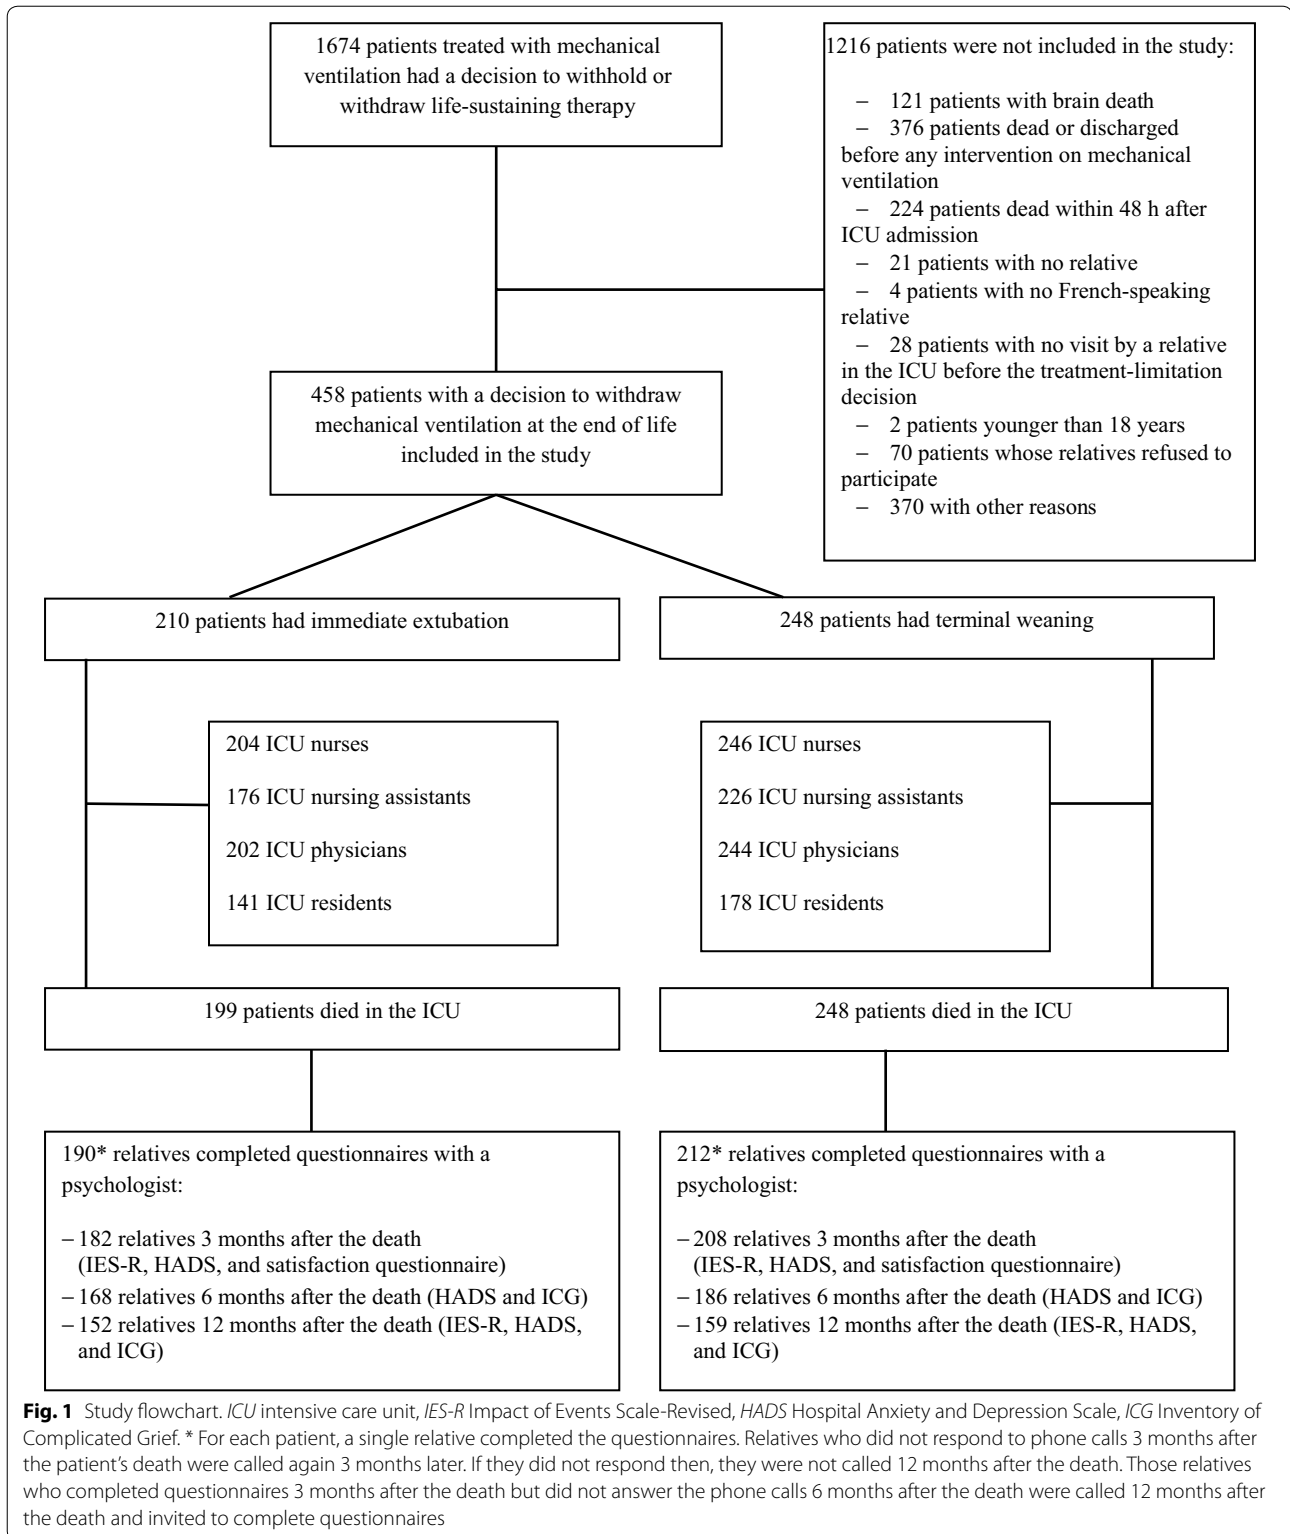 1674 patients treated with mechanical
ventilation had a decision to withhold or
withdraw life-sustaining therapy
1216 patients were not included in the study:
– 121 patients with brain death
– 376 patients dead or discharged
before any intervention on mechanical
ventilation
– 224 patients dead within 48 h after
ICU admission
– 21 patients with no relative
– 4 patients with no French-speaking
relative
– 28 patients with no visit by a relative
in the ICU before the treatment-limitation
decision
– 2 patients younger than 18 years
– 70 patients whose relatives refused to
participate
– 370 with other reasons
458 patients with a decision to withdraw
mechanical ventilation at the end of life
included in the study
210 patients had immediate extubation
248 patients had terminal weaning
204 ICU nurses
176 ICU nursing assistants
202 ICU physicians
141 ICU residents
246 ICU nurses
226 ICU nursing assistants
244 ICU physicians
178 ICU residents
199 patients died in the ICU
248 patients died in the ICU
190* relatives completed questionnaires with a
psychologist:
– 182 relatives 3 months after the death
(IES-R, HADS, and satisfaction questionnaire)
– 168 relatives 6 months after the death (HADS and ICG)
– 152 relatives 12 months after the death (IES-R, HADS,
and ICG)
212* relatives completed questionnaires with a
psychologist:
– 208 relatives 3 months after the death
(IES-R, HADS, and satisfaction questionnaire)
– 186 relatives 6 months after the death (HADS and ICG)
– 159 relatives 12 months after the death (IES-R, HADS,
and ICG)
Fig. 1 Study flowchart. ICU intensive care unit, IES-R Impact of Events Scale-Revised, HADS Hospital Anxiety and Depression Scale, ICG Inventory of
Complicated Grief. * For each patient, a single relative completed the questionnaires. Relatives who did not respond to phone calls 3 months after
the patient's death were called again 3 months later. If they did not respond then, they were not called 12 months after the death. Those relatives
who completed questionnaires 3 months after the death but did not answer the phone calls 6 months after the death were called 12 months after
the death and invited to complete questionnaires